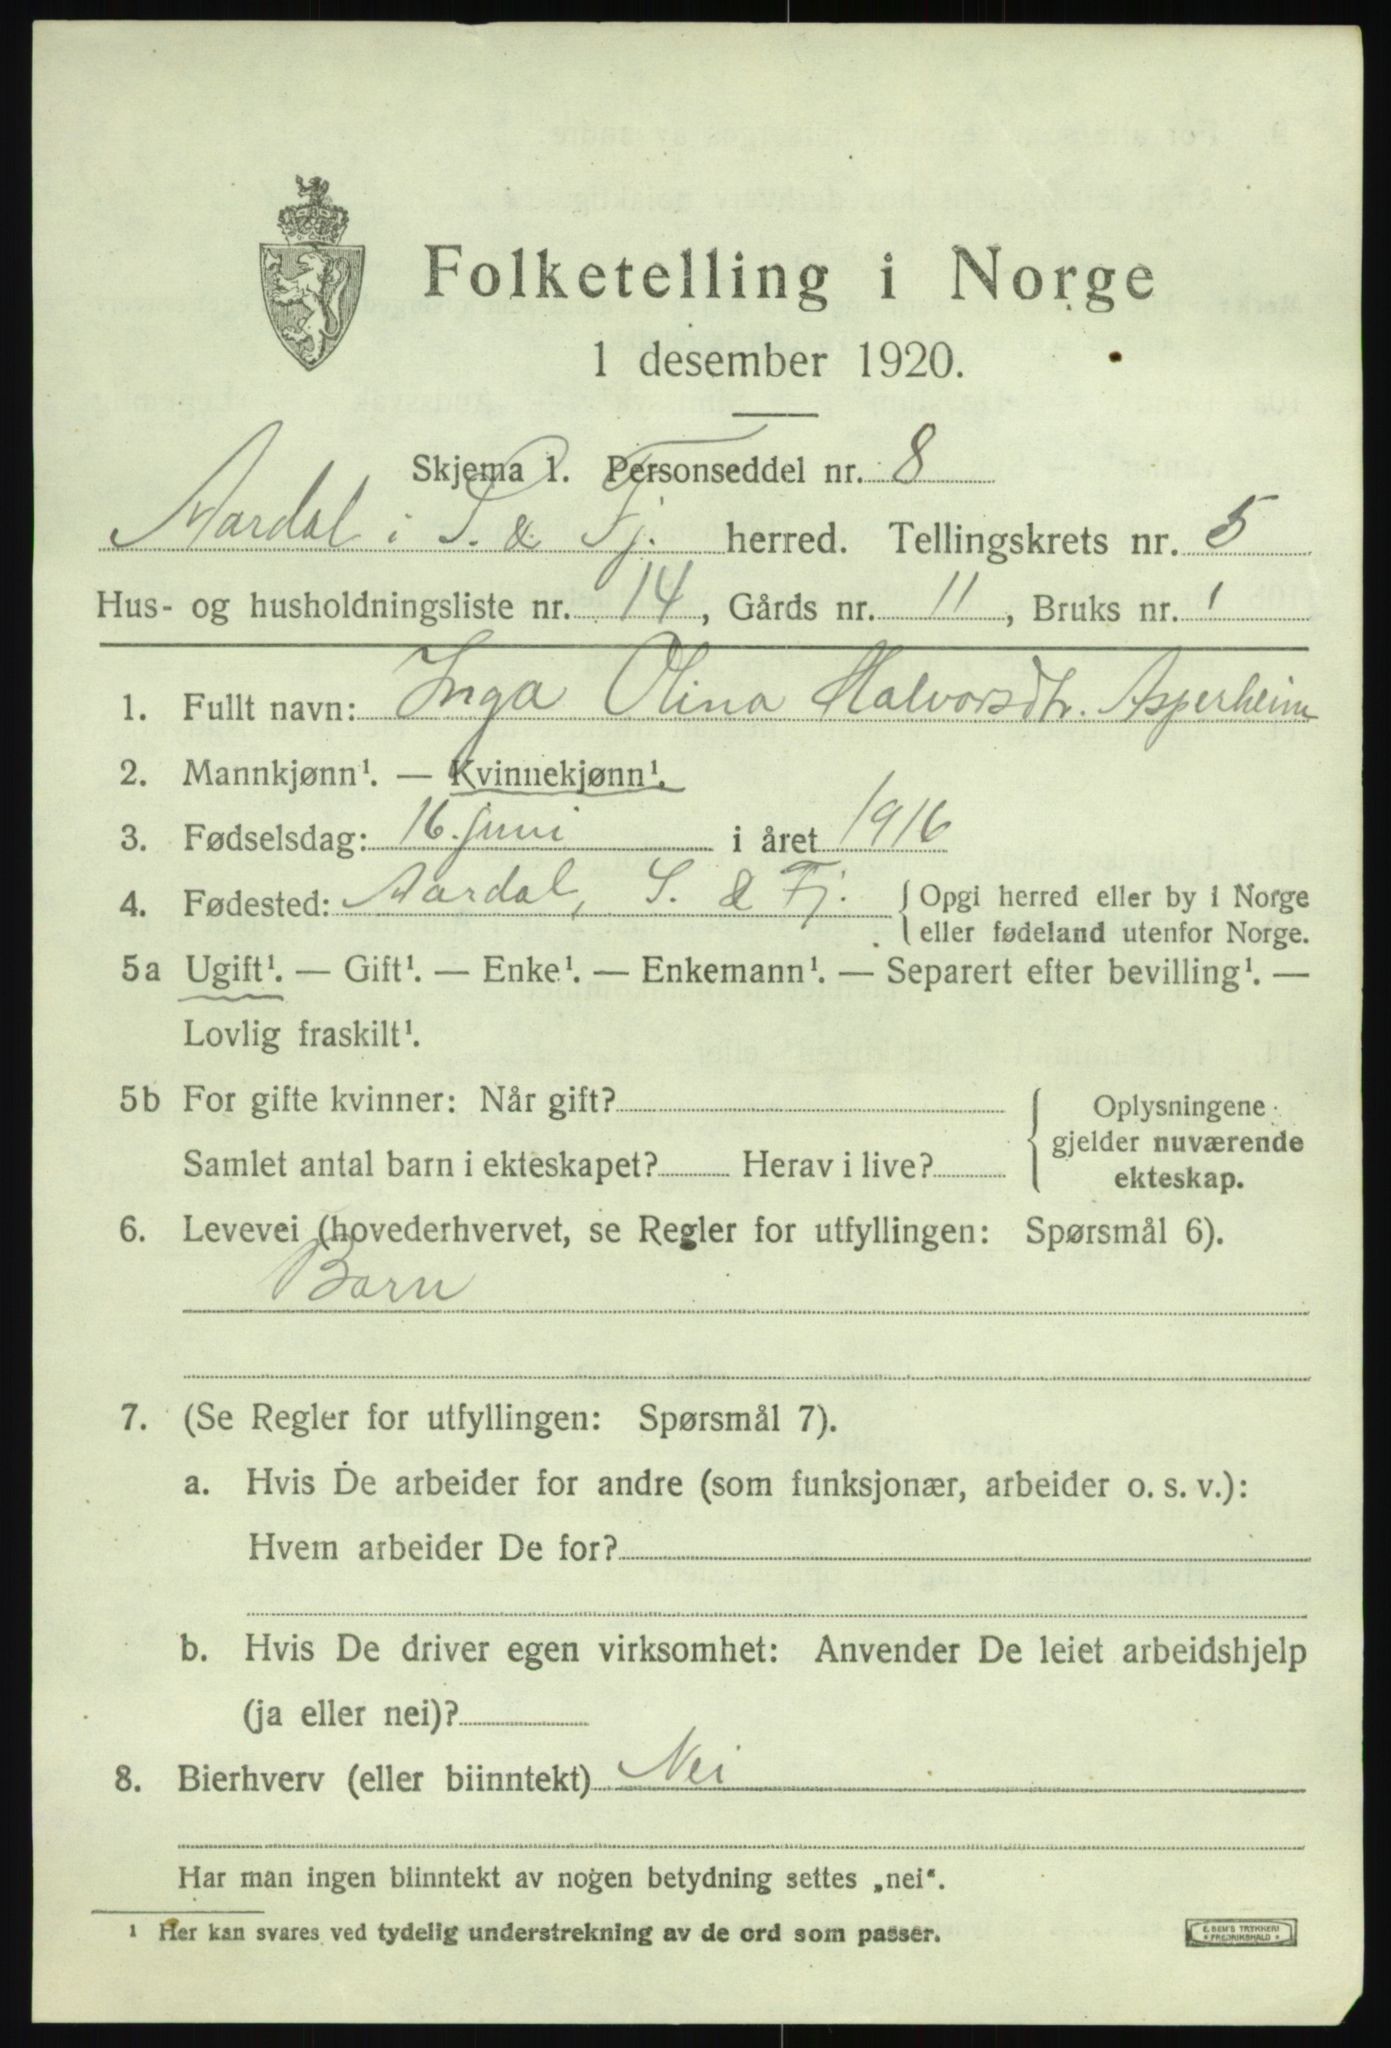 Folketelling i Norge
1 desember 1920.
Skjema 1. Personseddel nr. 8
Aardal i S. & Fj. herred. Tellingskrets nr. 5
Hus- og husholdningsliste nr. 14, Gårds nr. 11, Bruks nr. 1
1. Fullt navn: Inga Olina Halvorsdtr. Asperheim
2. Mannkjønn¹. — Kvinnekjønn¹.
3. Fødselsdag: 16. juni i året 1916
4. Fødested: Aardal, S. & Fj. { Opgi herred eller by i Norge
eller fødeland utenfor Norge.
5a Ugift¹. — Gift¹. — Enke¹. — Enkemann¹. — Separert efter bevilling¹. —
Lovlig fraskilt¹.
5b For gifte kvinner: Når gift? { Oplysningene
gjelder nuværende
Samlet antal barn i ekteskapet? Herav i live?
ekteskap.
6. Levevei (hovederhvervet, se Regler for utfyllingen: Spørsmål 6).
Barn
7. (Se Regler for utfyllingen: Spørsmål 7).
a. Hvis De arbeider for andre (som funksjonær, arbeider o. s. v.):
Hvem arbeider De for?
b. Hvis De driver egen virksomhet: Anvender De leiet arbeidshjelp
(ja eller nei)?
8. Bierhverv (eller biinntekt) Nei
Har man ingen biinntekt av nogen betydning settes „nei“.
¹ Her kan svares ved tydelig understrekning av de ord som passer.
E. SEM'S TRYKKERI
* FREDRIKSHALD *